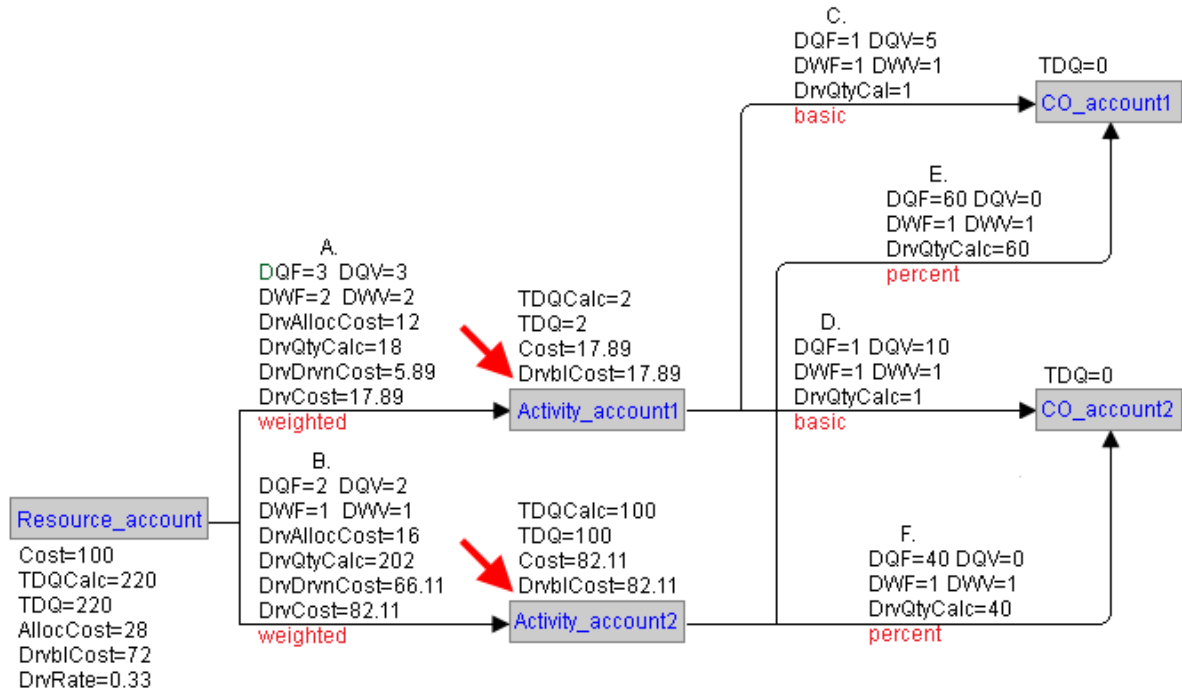 C.
DQF=1 DQV=5
DWF=1 DWV=1
DrvQtyCal=1
basic
TDQ=0
CO_account1
E.
DQF=60 DQV=0
DWF=1 DWV=1
DrvQtyCalc=60
percent
A.
DQF=3 DQV=3
DWF=2 DWV=2
DrvAllocCost=12
DrvQtyCalc=18
DrvDrvnCost=5.89
DrvCost=17.89
weighted
TDQCalc=2
TDQ=2
Cost=17.89
DrvblCost=17.89
Activity_account1
D.
DQF=1 DQV=10
DWF=1 DWV=1
DrvQtyCalc=1
basic
TDQ=0
CO_account2
B.
DQF=2 DQV=2
DWF=1 DWV=1
DrvAllocCost=16
DrvQtyCalc=202
DrvDrvnCost=66.11
DrvCost=82.11
weighted
TDQCalc=100
TDQ=100
Cost=82.11
DrvblCost=82.11
Activity_account2
F.
DQF=40 DQV=0
DWF=1 DWV=1
DrvQtyCalc=40
percent
Resource_account
Cost=100
TDQCalc=220
TDQ=220
AllocCost=28
DrvblCost=72
DrvRate=0.33